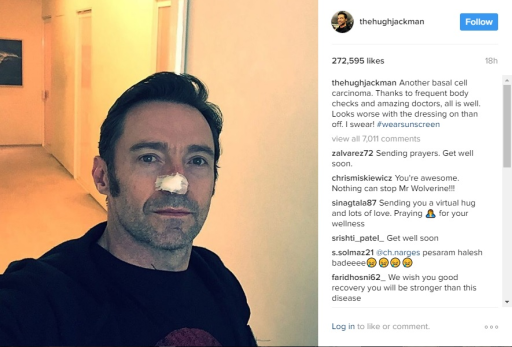 thehughjackman
Follow
272,595 likes
18h
thehughjackman Another basal cell
carcinoma. Thanks to frequent body
checks and amazing doctors, all is well.
Looks worse with the dressing on than
off. I swear! #wearsunscreen
view all 7,011 comments
zalvarez72 Sending prayers. Get well
soon.
chrismiskiewicz You're awesome.
Nothing can stop Mr Wolverine!!!
sinagtala87 Sending you a virtual hug
and lots of love. Praying 🙏 for your
wellness
srishti_patel_ Get well soon
s.solmaz21 @ch.narges pesaram halesh
badeeee😖😖😖😖
faridhosni62_ We wish you good
recovery you will be stronger than this
disease
Log in to like or comment.